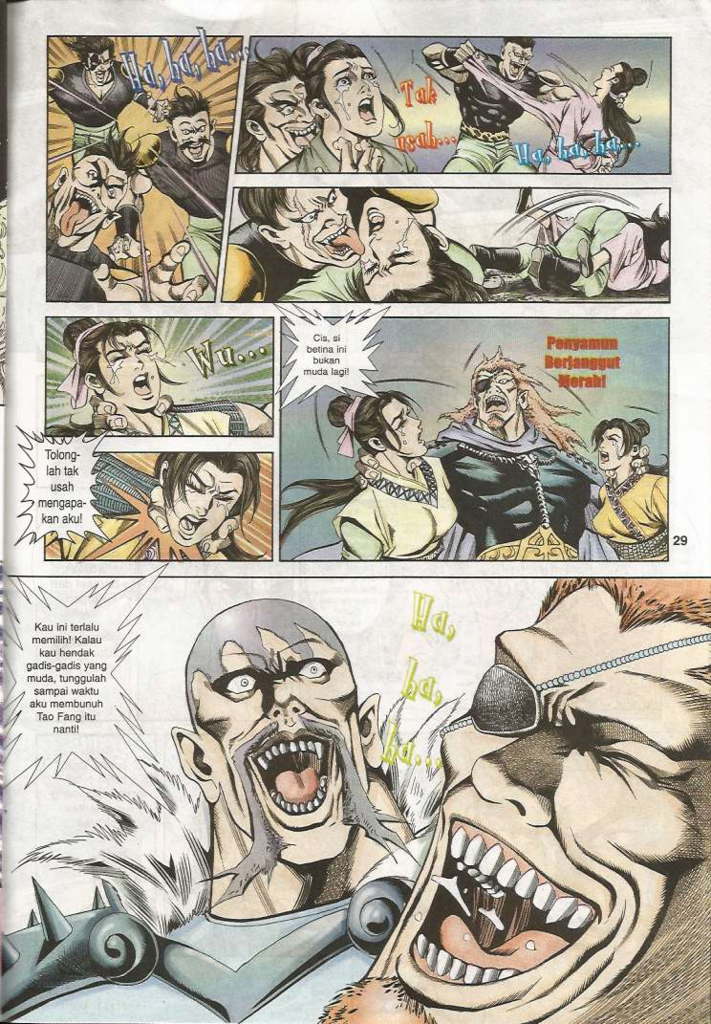 Ha, ha, ha...
Tak
usah...
Ha, ha, ha...
Wu...
Cis, si
betina ini
bukan
muda lagi!
Penyamun
Berjanggut
Merah!
Tolong-
lah tak
usah
mengapa-
kan aku!
29
Kau ini terlalu
memilih! Kalau
kau hendak
gadis-gadis yang
muda, tunggulah
sampai waktu
aku membunuh
Tao Fang itu
nanti!
Ha,
ha,
ha...